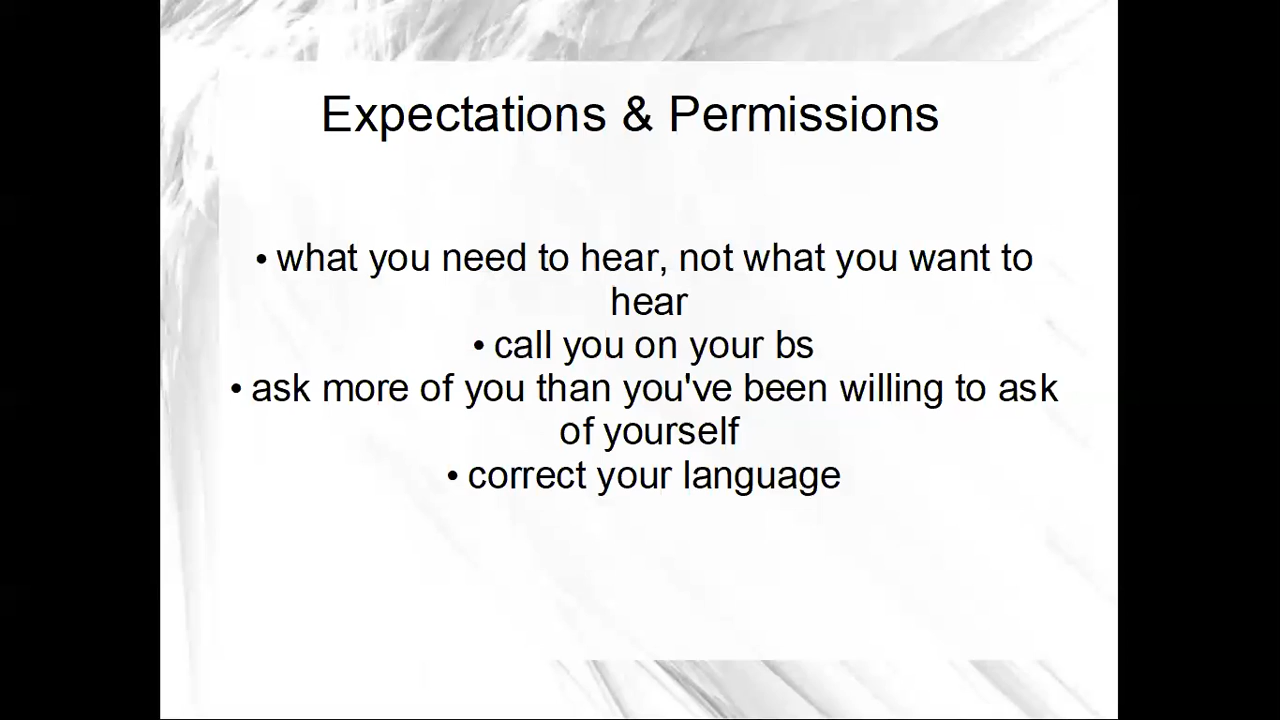 Expectations & Permissions
• what you need to hear, not what you want to
hear
• call you on your bs
• ask more of you than you've been willing to ask
of yourself
• correct your language